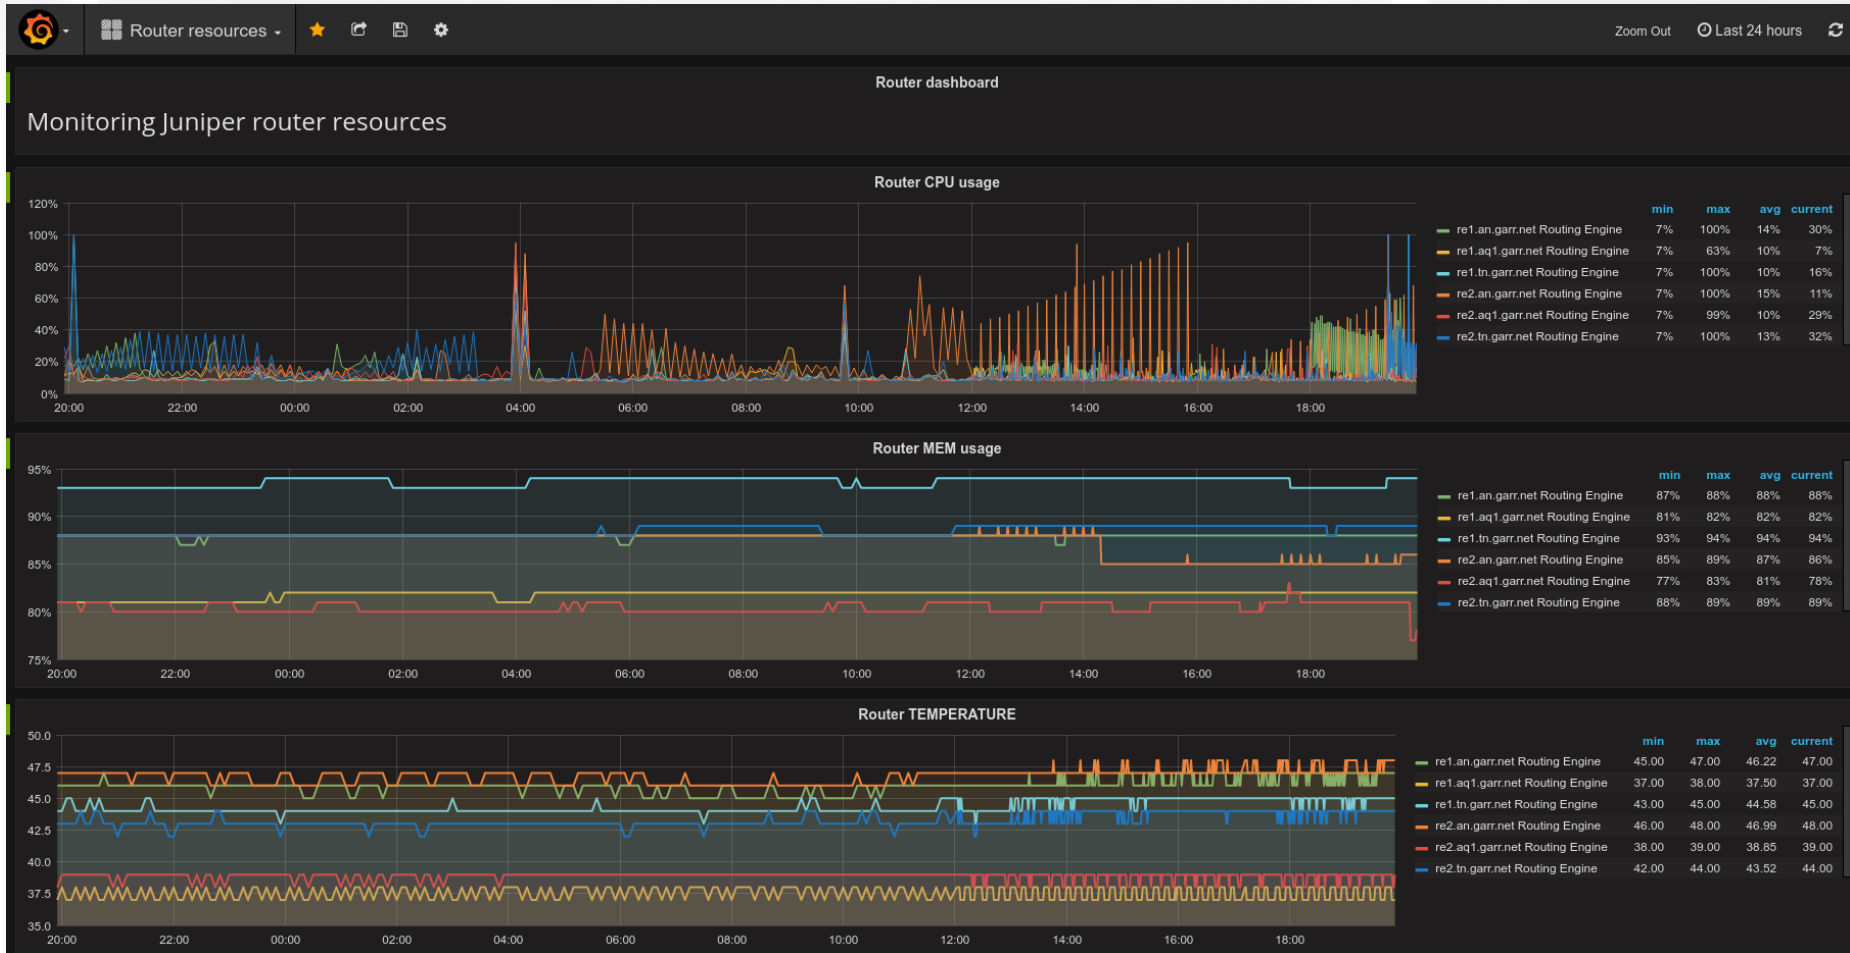 Router resources
Zoom Out Last 24 hours
Router dashboard
Monitoring Juniper router resources
Router CPU usage
120%
100%
80%
60%
40%
20%
0%
20:00 22:00 00:00 02:00 04:00 06:00 08:00 10:00 12:00 14:00 16:00 18:00
min max avg current
re1.an.garr.net Routing Engine 7% 100% 14% 30%
re1.aq1.garr.net Routing Engine 7% 63% 10% 7%
re1.tn.garr.net Routing Engine 7% 100% 10% 16%
re2.an.garr.net Routing Engine 7% 100% 15% 11%
re2.aq1.garr.net Routing Engine 7% 99% 10% 29%
re2.tn.garr.net Routing Engine 7% 100% 13% 32%
Router MEM usage
95%
90%
85%
80%
75%
20:00 22:00 00:00 02:00 04:00 06:00 08:00 10:00 12:00 14:00 16:00 18:00
min max avg current
re1.an.garr.net Routing Engine 87% 88% 88% 88%
re1.aq1.garr.net Routing Engine 81% 82% 82% 82%
re1.tn.garr.net Routing Engine 93% 94% 94% 94%
re2.an.garr.net Routing Engine 85% 89% 87% 86%
re2.aq1.garr.net Routing Engine 77% 83% 81% 78%
re2.tn.garr.net Routing Engine 88% 89% 89% 89%
Router TEMPERATURE
50.0
47.5
45.0
42.5
40.0
37.5
35.0
20:00 22:00 00:00 02:00 04:00 06:00 08:00 10:00 12:00 14:00 16:00 18:00
min max avg current
re1.an.garr.net Routing Engine 45.00 47.00 46.22 47.00
re1.aq1.garr.net Routing Engine 37.00 38.00 37.50 37.00
re1.tn.garr.net Routing Engine 43.00 45.00 44.58 45.00
re2.an.garr.net Routing Engine 46.00 48.00 46.99 48.00
re2.aq1.garr.net Routing Engine 38.00 39.00 38.85 39.00
re2.tn.garr.net Routing Engine 42.00 44.00 43.52 44.00